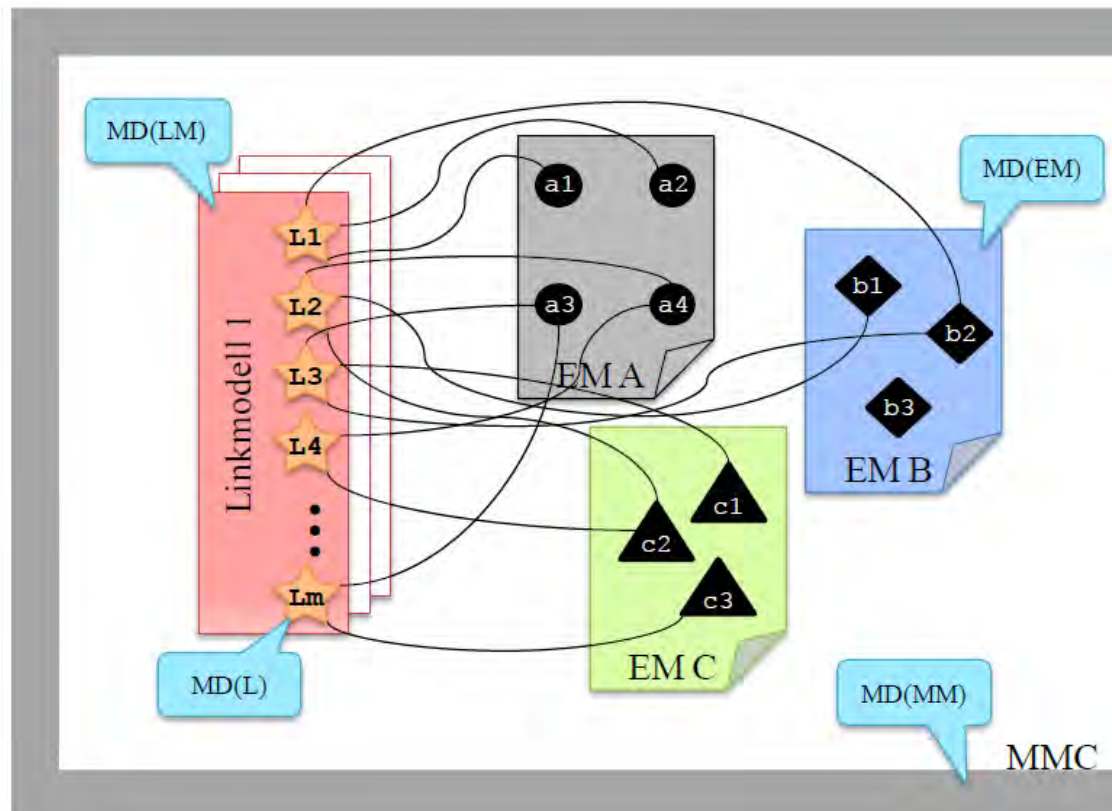 MD(LM)
MD(EM)
a1
a2
L1
b1
L2
a3
a4
b2
L3
EM A
b3
L4
Linkmodell 1
EM B
c1
c2
Lm
c3
EM C
MD(L)
MD(MM)
MMC